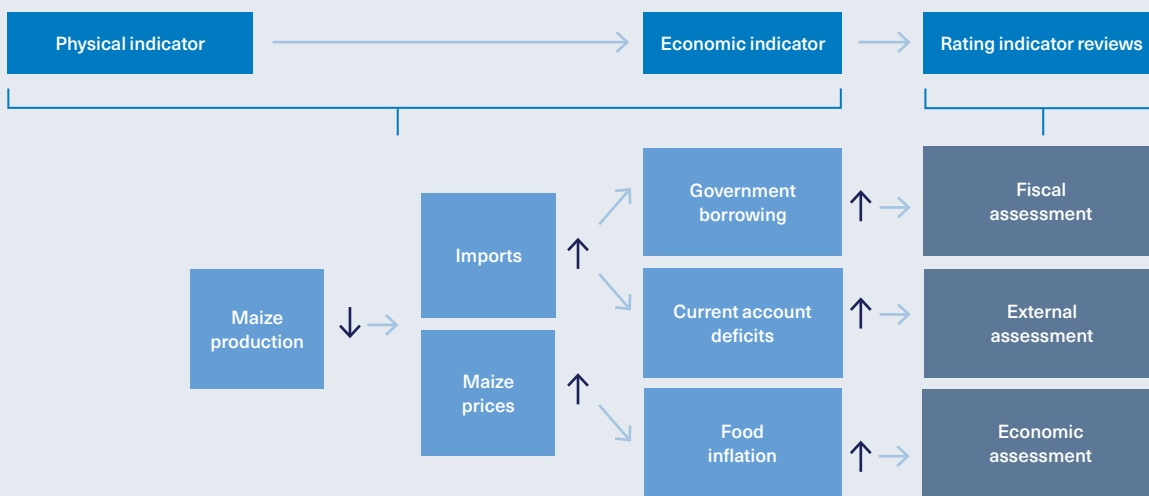 Physical indicator
Economic indicator
Rating indicator reviews
Government
borrowing
Fiscal
assessment
Imports
Maize
production
Current account
deficits
External
assessment
Maize
prices
Food
inflation
Economic
assessment